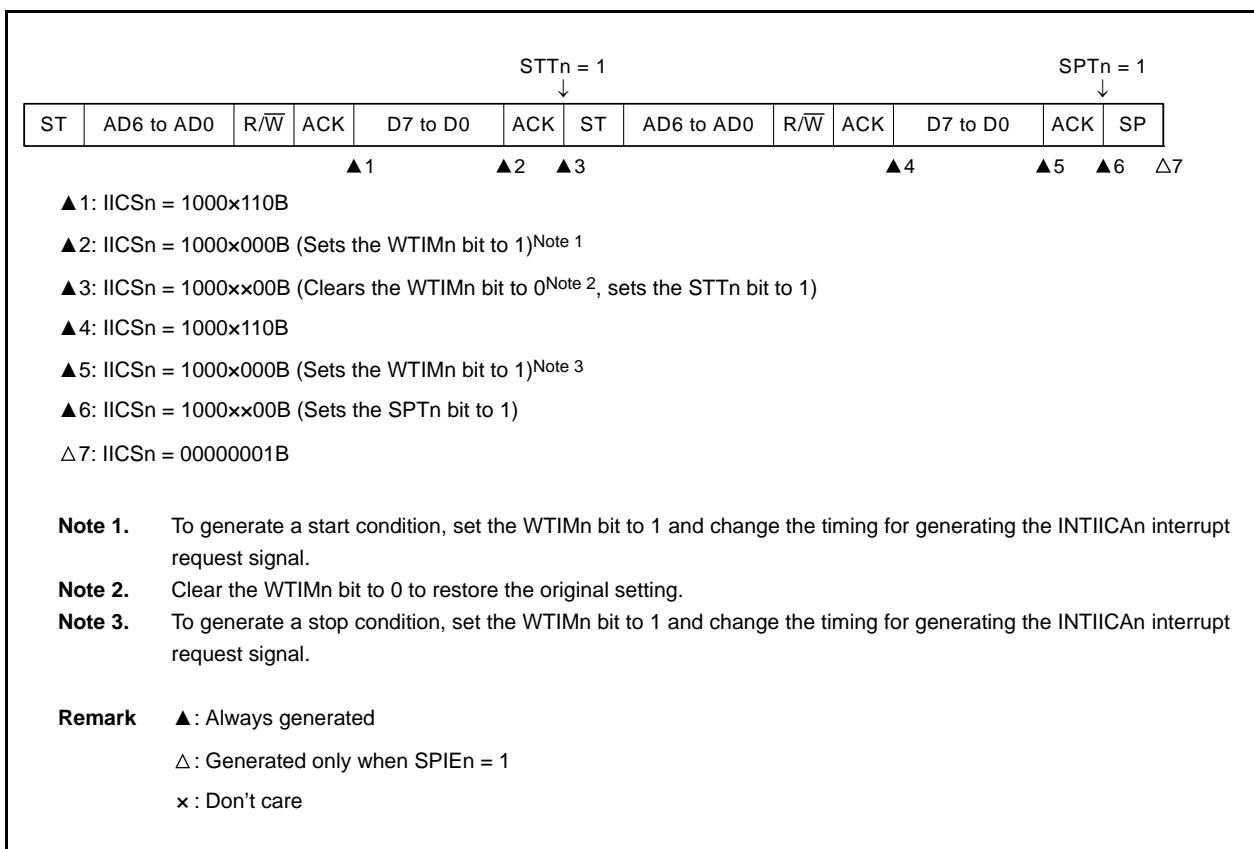 STTn = 1 SPTn = 1
↓ ↓
ST AD6 to AD0 R/W̅ ACK D7 to D0 ACK ST AD6 to AD0 R/W̅ ACK D7 to D0 ACK SP
▲1 ▲2 ▲3 ▲4 ▲5 ▲6 △7
▲1: IICSn = 1000×110B
▲2: IICSn = 1000×000B (Sets the WTIMn bit to 1)Note 1
▲3: IICSn = 1000××00B (Clears the WTIMn bit to 0Note 2, sets the STTn bit to 1)
▲4: IICSn = 1000×110B
▲5: IICSn = 1000×000B (Sets the WTIMn bit to 1)Note 3
▲6: IICSn = 1000××00B (Sets the SPTn bit to 1)
△7: IICSn = 00000001B
Note 1. To generate a start condition, set the WTIMn bit to 1 and change the timing for generating the INTIICAn interrupt
request signal.
Note 2. Clear the WTIMn bit to 0 to restore the original setting.
Note 3. To generate a stop condition, set the WTIMn bit to 1 and change the timing for generating the INTIICAn interrupt
request signal.
Remark ▲: Always generated
△: Generated only when SPIEn = 1
×: Don't care